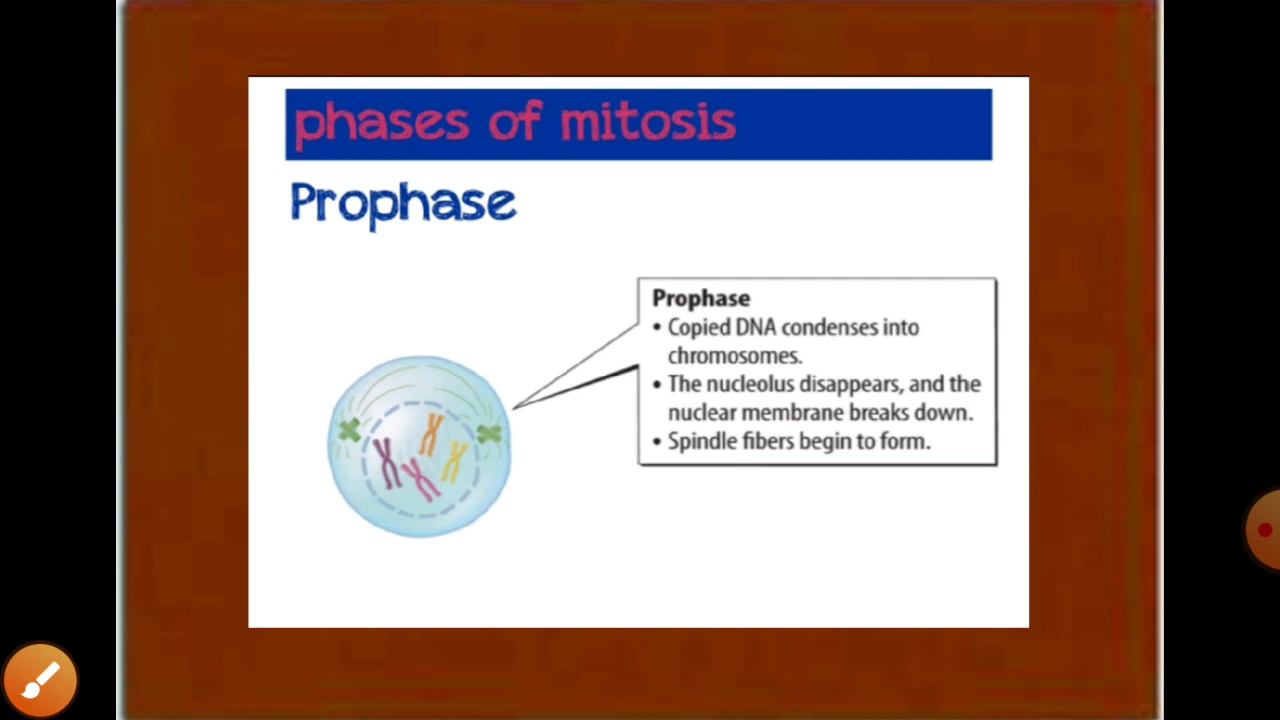 phases of mitosis
Prophase
Prophase
• Copied DNA condenses into
chromosomes.
• The nucleolus disappears, and the
nuclear membrane breaks down.
• Spindle fibers begin to form.